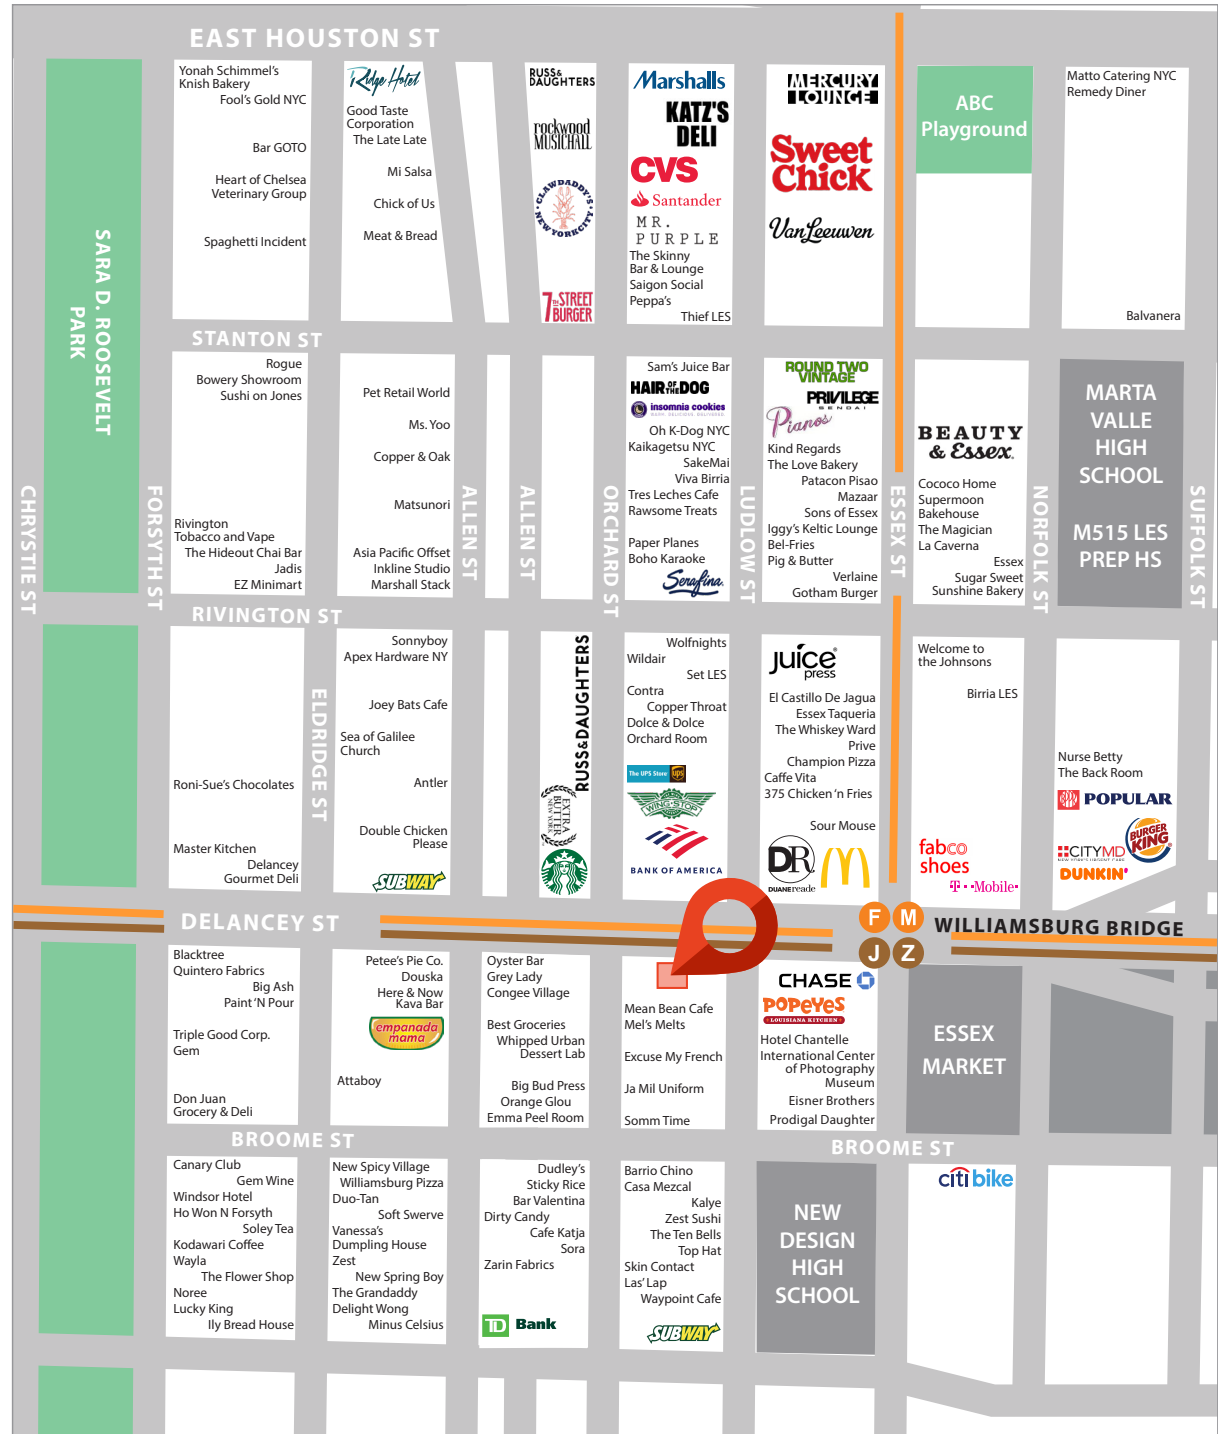 EAST HOUSTON ST
SARA D. ROOSEVELT
PARK
Yonah Schimmel's
Knish Bakery
Fool's Gold NYC
Bar GOTO
Heart of Chelsea
Veterinary Group
Spaghetti Incident
Ridge Hotel
Good Taste
Corporation
The Late Late
Mi Salsa
Chick of Us
Meat & Bread
RUSS&
DAUGHTERS
rockwood
MUSIC HALL
CLAWDADDY'S
NEW YORK CITY
7TH STREET
BURGER
Marshalls
KATZ'S
DELI
CVS
Santander
MR.
PURPLE
The Skinny
Bar & Lounge
Saigon Social
Peppa's
Thief LES
MERCURY
LOUNGE
Sweet
Chick
Van Leeuwen
ABC
Playground
Matto Catering NYC
Remedy Diner
Balvanera
STANTON ST
Rogue
Bowery Showroom
Sushi on Jones
Rivington
Tobacco and Vape
The Hideout Chai Bar
Jadis
EZ Minimart
Pet Retail World
Ms. Yoo
Copper & Oak
Matsunori
Asia Pacific Offset
Inkline Studio
Marshall Stack
Sam's Juice Bar
HAIR OF THE DOG
insomnia cookies
WARM. DELICIOUS. DELIVERED.
Oh K-Dog NYC
Kaikagetsu NYC
SakeMai
Viva Birria
Tres Leches Cafe
Rawsome Treats
Paper Planes
Boho Karaoke
Serafina.
ROUND TWO
VINTAGE
PRIVILEGE
SENDAI
Pianos
Kind Regards
The Love Bakery
Patacon Pisao
Mazaar
Sons of Essex
Iggy's Keltic Lounge
Bel-Fries
Pig & Butter
Verlaine
Gotham Burger
BEAUTY
& Essex.
Cococo Home
Supermoon
Bakehouse
The Magician
La Caverna
Essex
Sugar Sweet
Sunshine Bakery
MARTA
VALLE
HIGH
SCHOOL
M515 LES
PREP HS
CHRYSTIE ST
FORSYTH ST
ELDRIDGE ST
ALLEN ST
ALLEN ST
ORCHARD ST
LUDLOW ST
ESSEX ST
NORFOLK ST
SUFFOLK ST
RIVINGTON ST
Roni-Sue's Chocolates
Master Kitchen
Delancey
Gourmet Deli
Sonnyboy
Apex Hardware NY
Joey Bats Cafe
Sea of Galilee
Church
Antler
Double Chicken
Please
SUBWAY
RUSS&DAUGHTERS
EXTRA
BUTTER
NEW YORK
Wolfnights
Wildair
Set LES
Contra
Copper Throat
Dolce & Dolce
Orchard Room
The UPS Store ups
WING·STOP
BANK OF AMERICA
juice
press
El Castillo De Jagua
Essex Taqueria
The Whiskey Ward
Prive
Champion Pizza
Caffe Vita
375 Chicken 'n Fries
Sour Mouse
DR
DUANEreade
Welcome to
the Johnsons
Birria LES
fabco
shoes
T··Mobile·
Nurse Betty
The Back Room
POPULAR
CITYMD
NEW YORK'S URGENT CARE
BURGER
KING
DUNKIN'
DELANCEY ST
F M
J Z
WILLIAMSBURG BRIDGE
Blacktree
Quintero Fabrics
Big Ash
Paint 'N Pour
Triple Good Corp.
Gem
Don Juan
Grocery & Deli
Petee's Pie Co.
Douska
Here & Now
Kava Bar
empanada
mama
Attaboy
Oyster Bar
Grey Lady
Congee Village
Best Groceries
Whipped Urban
Dessert Lab
Big Bud Press
Orange Glou
Emma Peel Room
Mean Bean Cafe
Mel's Melts
Excuse My French
Ja Mil Uniform
Somm Time
CHASE
POPEYES
LOUISIANA KITCHEN
Hotel Chantelle
International Center
of Photography
Museum
Eisner Brothers
Prodigal Daughter
ESSEX
MARKET
BROOME ST
BROOME ST
Canary Club
Gem Wine
Windsor Hotel
Ho Won N Forsyth
Soley Tea
Kodawari Coffee
Wayla
The Flower Shop
Noree
Lucky King
Ily Bread House
New Spicy Village
Williamsburg Pizza
Duo-Tan
Soft Swerve
Vanessa's
Dumpling House
Zest
New Spring Boy
The Grandaddy
Delight Wong
Minus Celsius
Dudley's
Sticky Rice
Bar Valentina
Dirty Candy
Cafe Katja
Sora
Zarin Fabrics
TD Bank
Barrio Chino
Casa Mezcal
Kalye
Zest Sushi
The Ten Bells
Top Hat
Skin Contact
Las' Lap
Waypoint Cafe
SUBWAY
NEW
DESIGN
HIGH
SCHOOL
citi bike